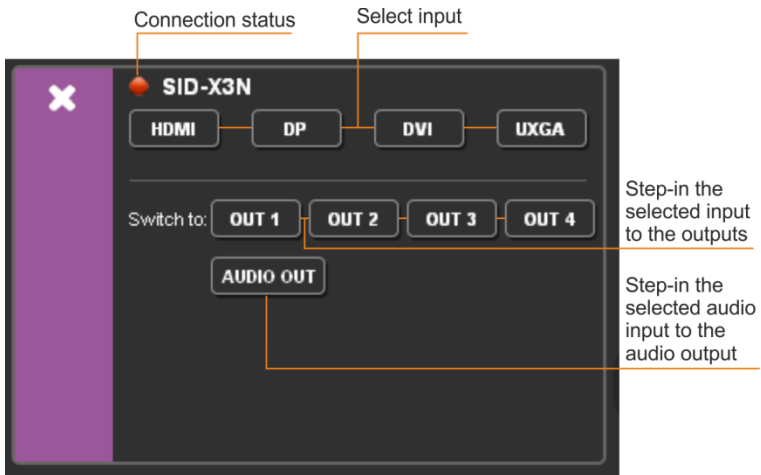 Connection status
Select input
SID-X3N
HDMI DP DVI UXGA
Switch to: OUT 1 OUT 2 OUT 3 OUT 4
AUDIO OUT
Step-in the
selected input
to the outputs
Step-in the
selected audio
input to the
audio output